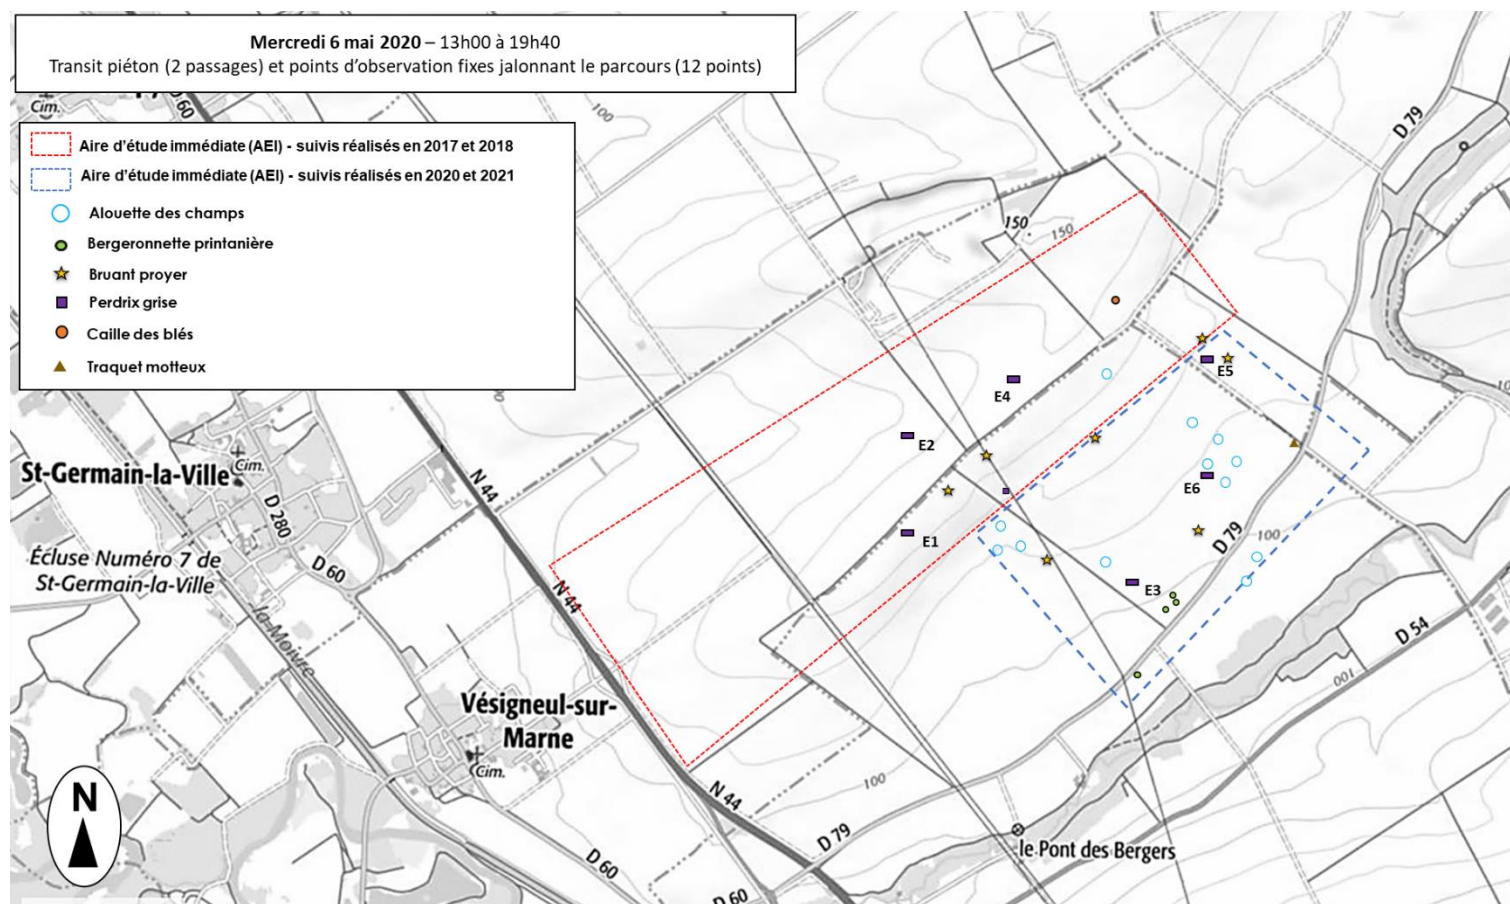 Mercredi 6 mai 2020 – 13h00 à 19h40
Transit piéton (2 passages) et points d'observation fixes jalonnant le parcours (12 points)
Cim.
D 60
100
Aire d'étude immédiate (AEI) - suivis réalisés en 2017 et 2018
Aire d'étude immédiate (AEI) - suivis réalisés en 2020 et 2021
Alouette des champs
Bergeronnette printanière
Bruant proyer
Perdrix grise
Caille des blés
Traquet motteux
D 79
150
150
E5
E4
E2
E6
E1
E3
N 44
St-Germain-la-Ville
Cim.
D 280
D 60
Écluse Numéro 7 de
St-Germain-la-Ville
la Moivre
N 44
D 79
100
D 54
100
Vésigneul-sur-
Marne
Cim.
N 44
100
D 79
le Pont des Bergers
D 60
D 60
N